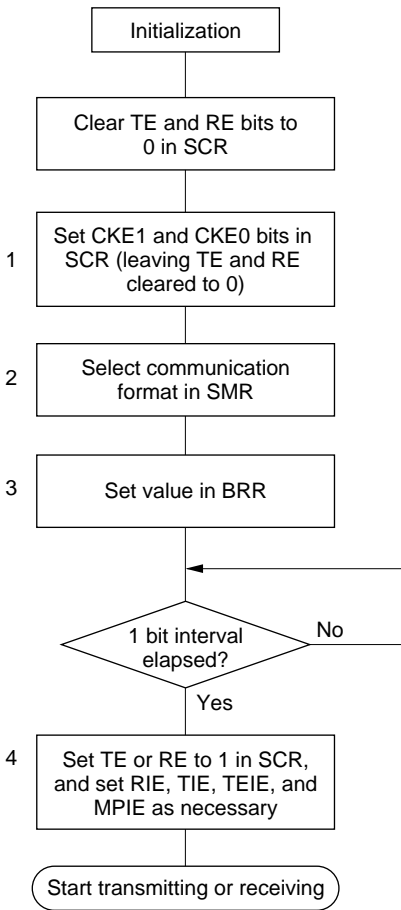 Initialization
Clear TE and RE bits to
0 in SCR
1
Set CKE1 and CKE0 bits in
SCR (leaving TE and RE
cleared to 0)
2
Select communication
format in SMR
3
Set value in BRR
1 bit interval
elapsed?
No
Yes
4
Set TE or RE to 1 in SCR,
and set RIE, TIE, TEIE, and
MPIE as necessary
Start transmitting or receiving